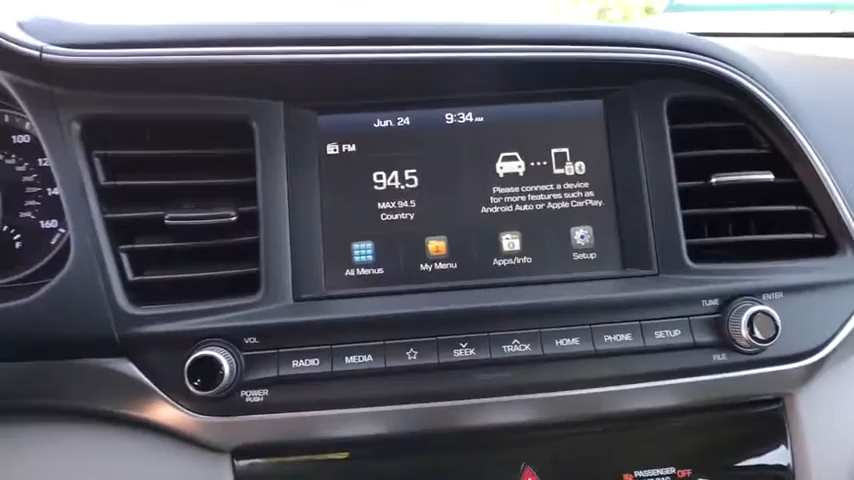 Jun. 24 9:34 AM
FM
94.5
MAX 94.5
Country
Please connect a device
for more features such as
Android Auto or Apple CarPlay.
All Menus
My Menu
Apps/Info
Setup
100
120
140
160
F
VOL
POWER
PUSH
RADIO
MEDIA
SEEK
TRACK
HOME
PHONE
SETUP
TUNE
ENTER
FILE
PASSENGER
OFF